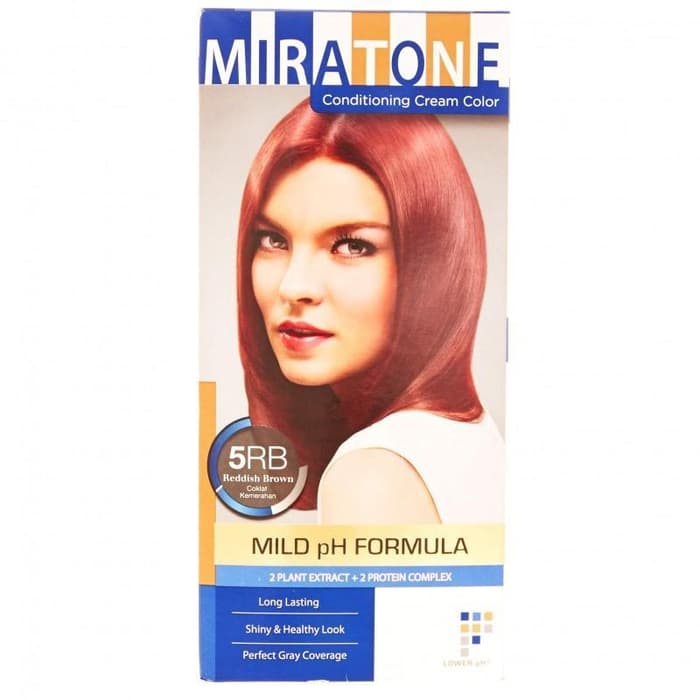 MIRATONE
Conditioning Cream Color
5RB
Reddish Brown
Coklat
Kemerahan
MILD pH FORMULA
2 PLANT EXTRACT + 2 PROTEIN COMPLEX
Long Lasting
Shiny & Healthy Look
Perfect Gray Coverage
LOWER pH